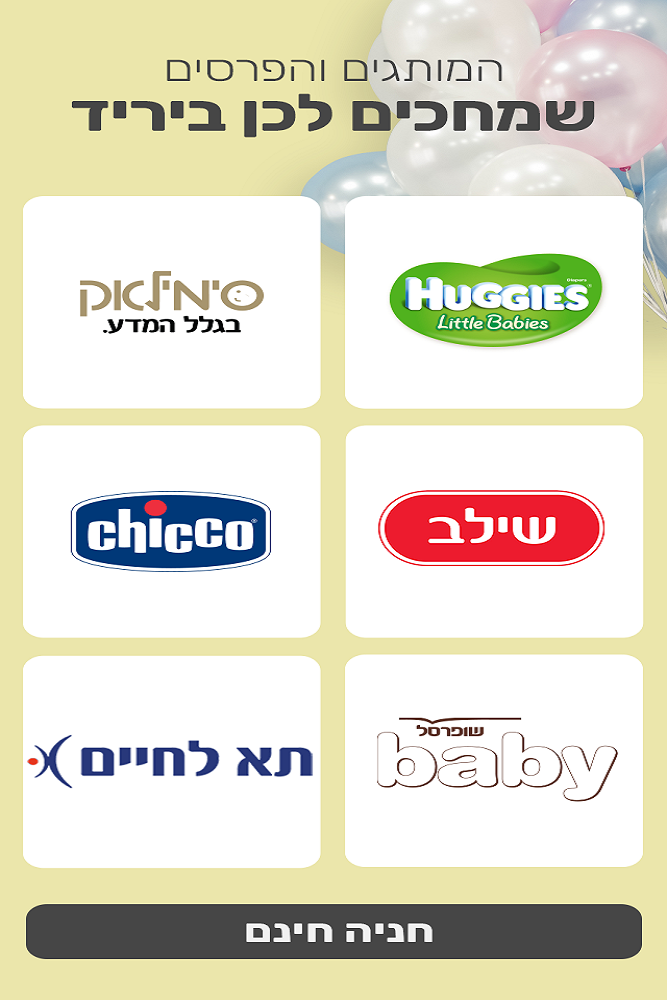 המותגים והפרסים
שמחכים לכן ביריד
HUGGIES
Diapers
Little Babies
סימילאק
בגלל המדע.
שילב
chicco
שופרסל
baby
תא לחיים
חניה חינם